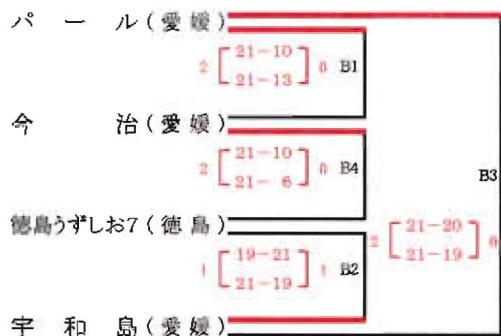 パール(愛媛)
2 21-10 0 B1
21-13
今治(愛媛)
2 21-10 0 B4
21-6
B3
徳島うずしお7(徳島)
2 21-20 0
21-19
1 19-21 1 B2
21-19
宇和島(愛媛)